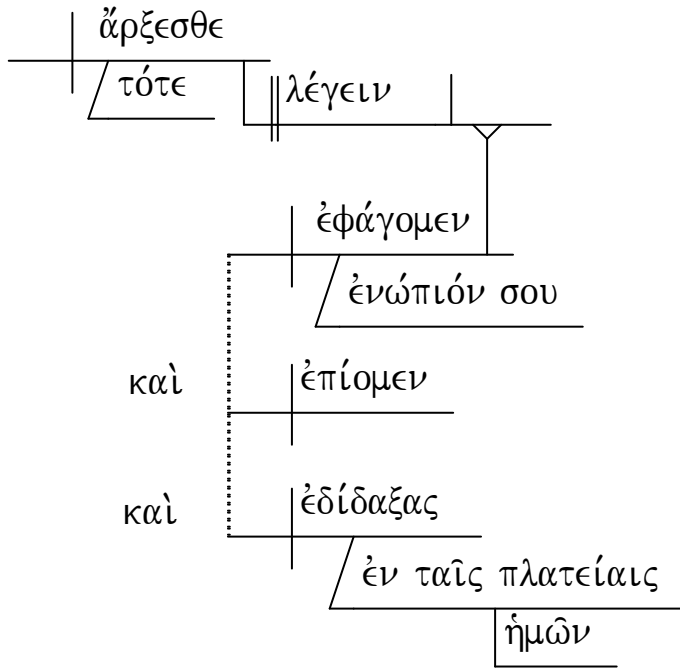 ἄρξεσθε
τότε
λέγειν
ἐφάγομεν
ἐνώπιόν σου
καὶ
ἐπίομεν
καὶ
ἐδίδαξας
ἐν ταῖς πλατείαις
ἡμῶν